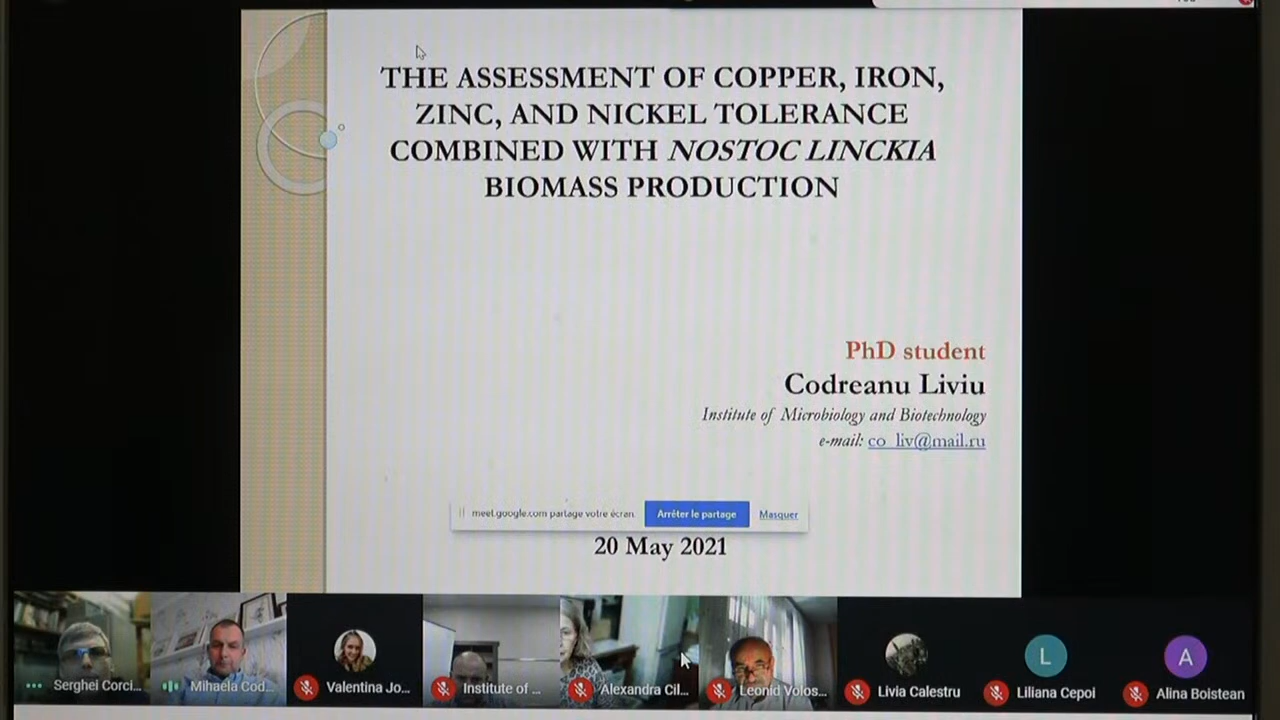 THE ASSESSMENT OF COPPER, IRON,
ZINC, AND NICKEL TOLERANCE
COMBINED WITH NOSTOC LINCKIA
BIOMASS PRODUCTION
PhD student
Codreanu Liviu
Institute of Microbiology and Biotechnology
e-mail: co_liv@mail.ru
meet.google.com partage votre écran.
Arrêter le partage
Masquer
20 May 2021
Serghei Corci...
Mihaela Cod...
Valentina Jo...
Institute of ...
Alexandra Cil...
Leonid Volos...
Livia Calestru
L
Liliana Cepoi
A
Alina Boistean